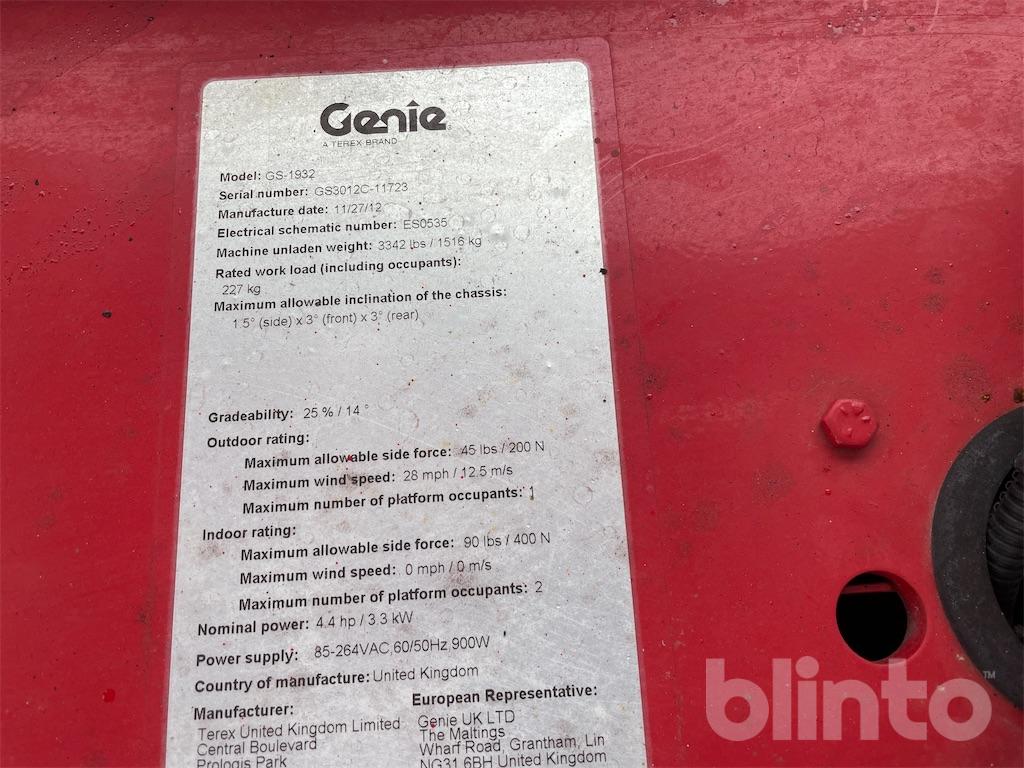 Genie
A TEREX BRAND
Model: GS-1932
Serial number: GS3012C-11723
Manufacture date: 11/27/12
Electrical schematic number: ES0535
Machine unladen weight: 3342 lbs / 1516 kg
Rated work load (including occupants):
227 kg
Maximum allowable inclination of the chassis:
1.5° (side) x 3° (front) x 3° (rear)
Gradeability: 25 % / 14 °
Outdoor rating:
Maximum allowable side force: 45 lbs / 200 N
Maximum wind speed: 28 mph / 12.5 m/s
Maximum number of platform occupants: 1
Indoor rating:
Maximum allowable side force: 90 lbs / 400 N
Maximum wind speed: 0 mph / 0 m/s
Maximum number of platform occupants: 2
Nominal power: 4.4 hp / 3.3 kW
Power supply: 85-264VAC,60/50Hz 900W
Country of manufacture: United Kingdom
Manufacturer:
Terex United Kingdom Limited
Central Boulevard
Prologis Park
European Representative:
Genie UK LTD
The Maltings
Wharf Road, Grantham, Lin
NG31 6BH United Kingdom
blinto™